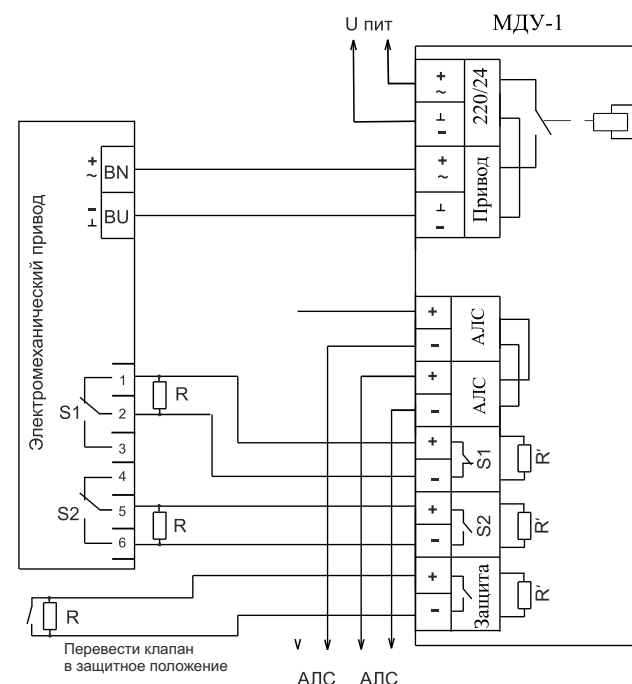 U пит
МДУ-1
+
~
⊥
-
220/24
+
~
⊥
-
Привод
+
~
BN
-
⊥
BU
Электромеханический привод
+
-
АЛС
+
-
АЛС
1
2
3
S1
R
4
5
6
S2
R
+
-
S1
R'
+
-
S2
R'
+
-
Защита
R'
R
Перевести клапан
в защитное положение
АЛС АЛС